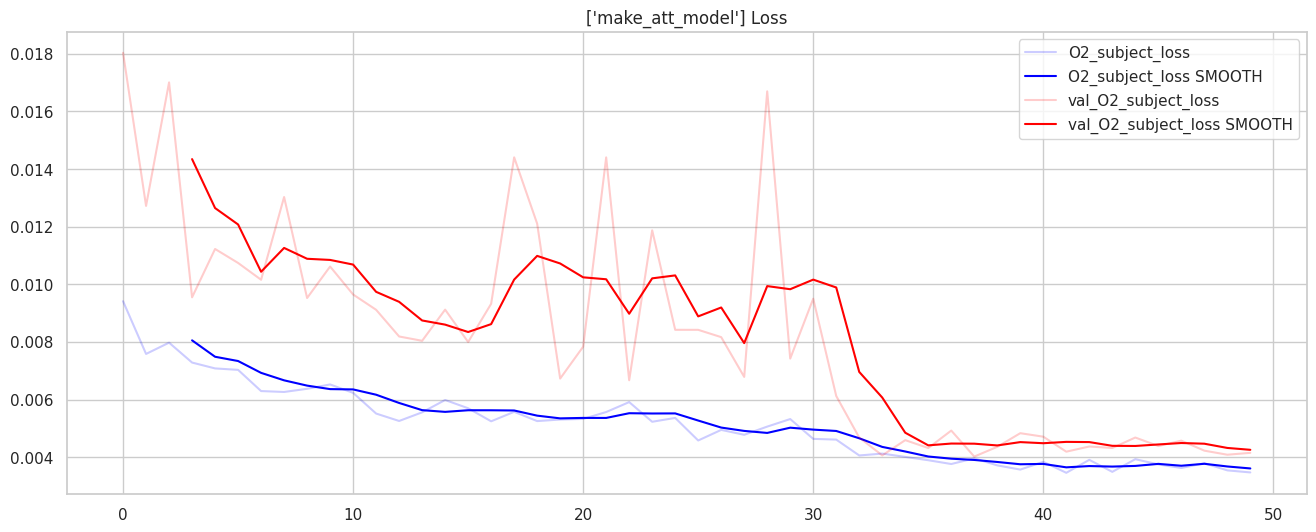 ['make_att_model'] Loss
O2_subject_loss
O2_subject_loss SMOOTH
val_O2_subject_loss
val_O2_subject_loss SMOOTH
0.018
0.016
0.014
0.012
0.010
0.008
0.006
0.004
0 10 20 30 40 50